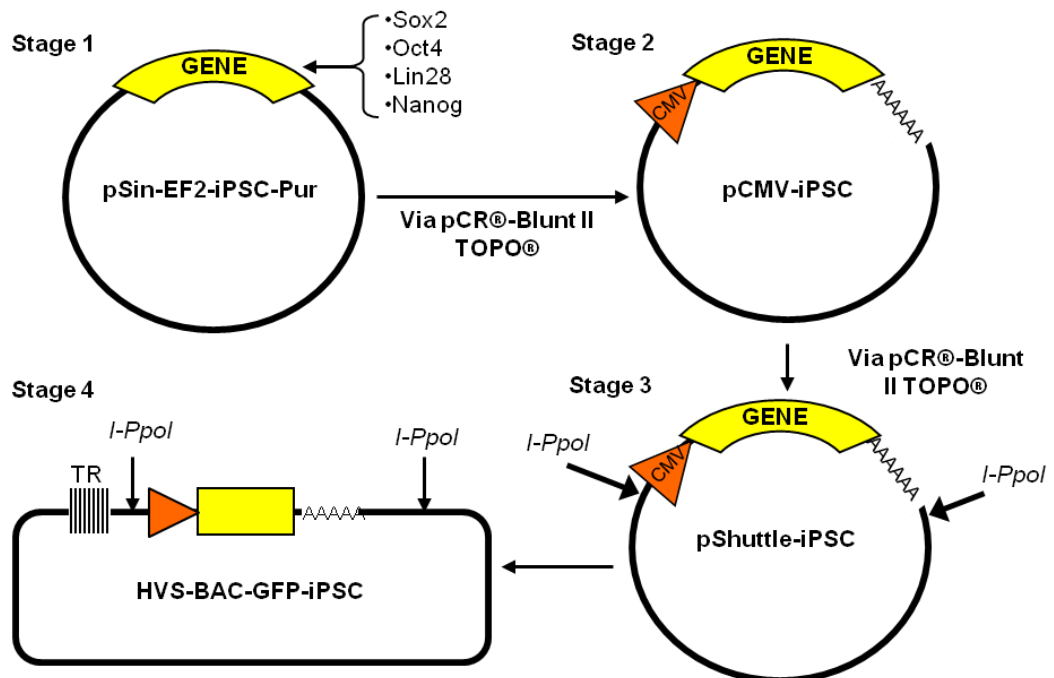 Stage 1
GENE
•Sox2
•Oct4
•Lin28
•Nanog
pSin-EF2-iPSC-Pur
Via pCR®-Blunt II
TOPO®
Stage 2
CMV
GENE
AAAAAA
pCMV-iPSC
Via pCR®-Blunt
II TOPO®
Stage 3
I-PpoI
CMV
GENE
AAAAAA
I-PpoI
pShuttle-iPSC
Stage 4
I-PpoI
I-PpoI
TR
AAAAA
HVS-BAC-GFP-iPSC